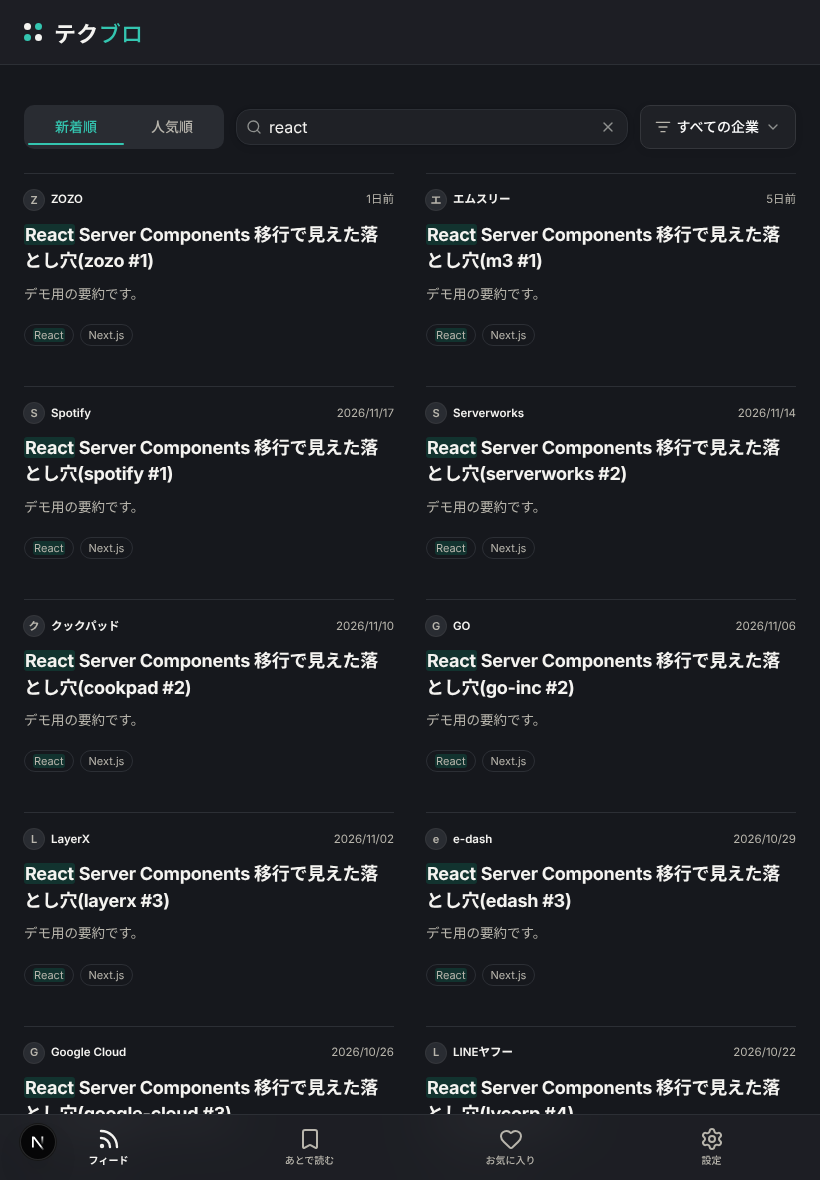 テクブロ
新着順
人気順
react
すべての企業
Z ZOZO 1日前
React Server Components 移行で見えた落
とし穴(zozo #1)
デモ用の要約です。
React Next.js
エ エムスリー 5日前
React Server Components 移行で見えた落
とし穴(m3 #1)
デモ用の要約です。
React Next.js
S Spotify 2026/11/17
React Server Components 移行で見えた落
とし穴(spotify #1)
デモ用の要約です。
React Next.js
S Serverworks 2026/11/14
React Server Components 移行で見えた落
とし穴(serverworks #2)
デモ用の要約です。
React Next.js
ク クックパッド 2026/11/10
React Server Components 移行で見えた落
とし穴(cookpad #2)
デモ用の要約です。
React Next.js
G GO 2026/11/06
React Server Components 移行で見えた落
とし穴(go-inc #2)
デモ用の要約です。
React Next.js
L LayerX 2026/11/02
React Server Components 移行で見えた落
とし穴(layerx #3)
デモ用の要約です。
React Next.js
e e-dash 2026/10/29
React Server Components 移行で見えた落
とし穴(edash #3)
デモ用の要約です。
React Next.js
G Google Cloud 2026/10/26
React Server Components 移行で見えた落
とし穴(google-cloud #3)
L LINEヤフー 2026/10/22
React Server Components 移行で見えた落
とし穴(lycorp #4)
N
フィード
あとで読む
お気に入り
設定